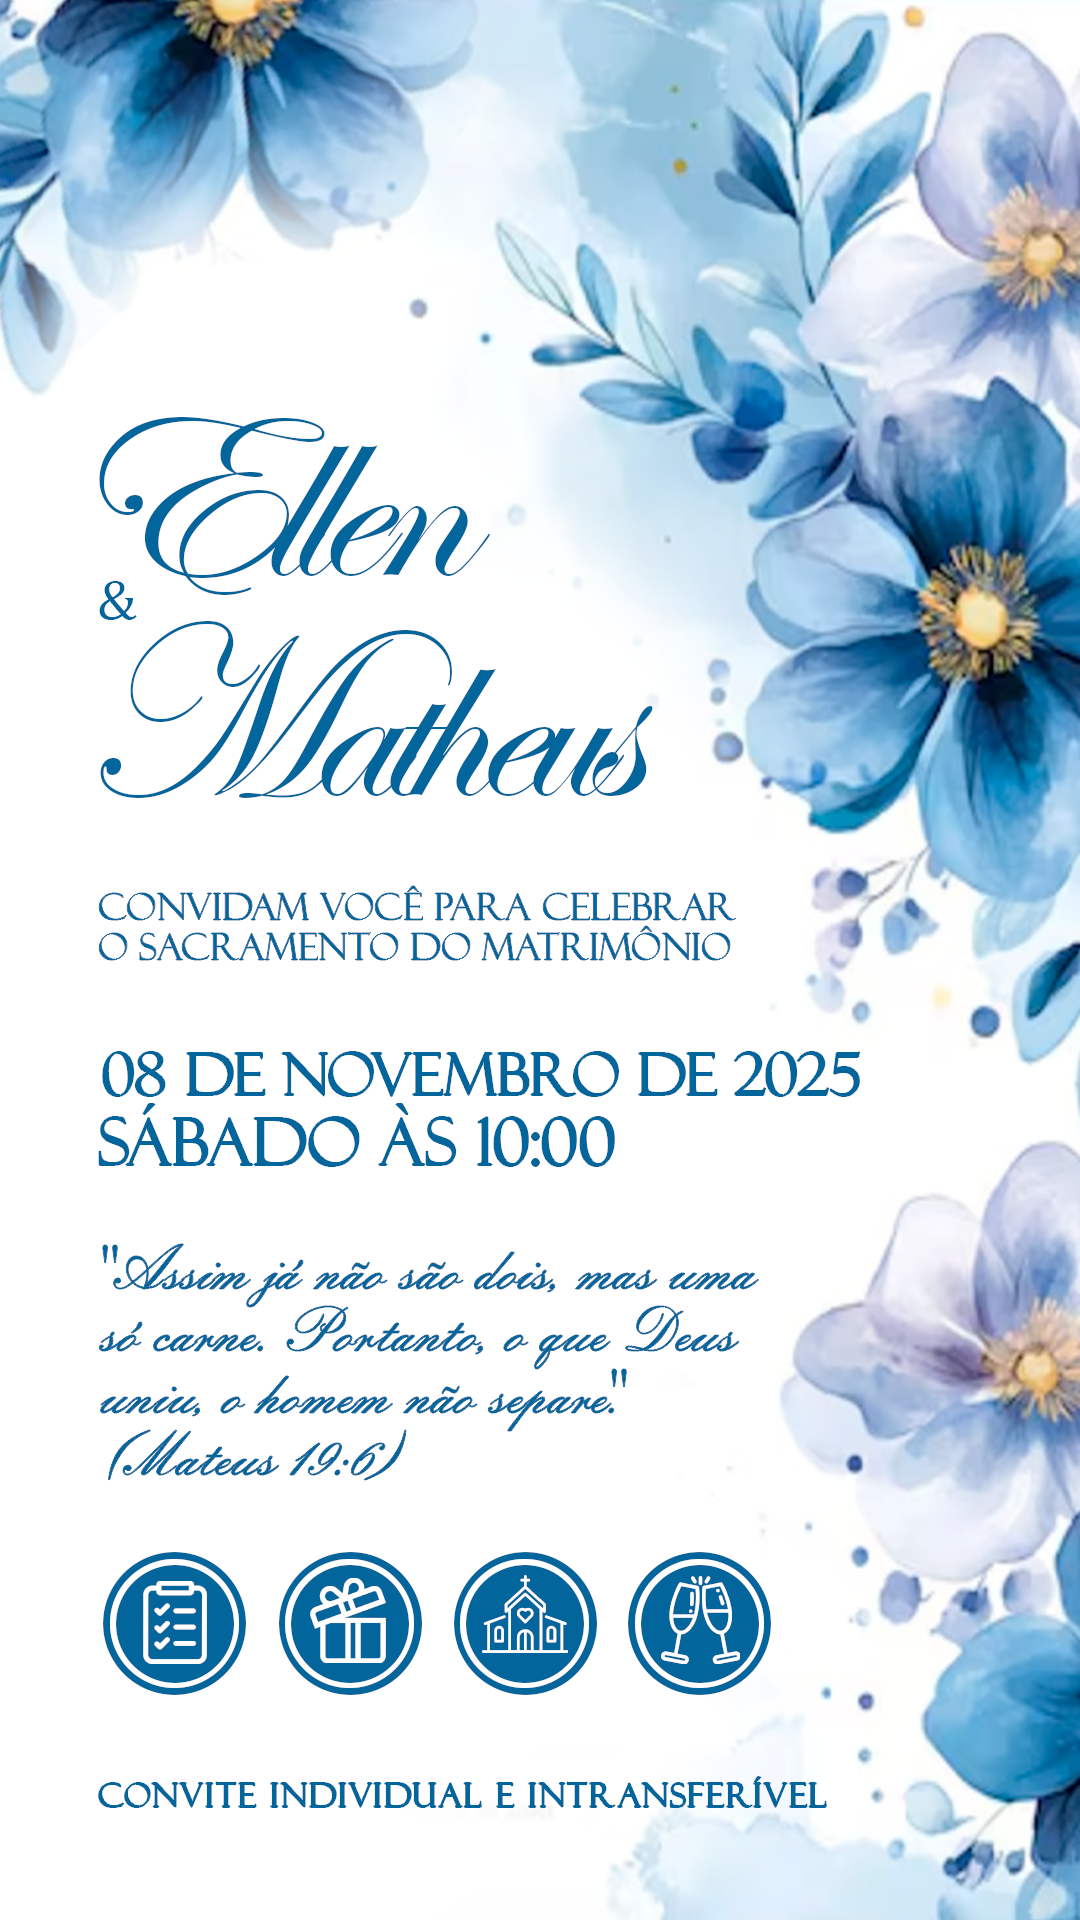 Ellen
&
Matheus
CONVIDAM VOCÊ PARA CELEBRAR
O SACRAMENTO DO MATRIMÔNIO
08 DE NOVEMBRO DE 2025
SÁBADO ÀS 10:00
"Assim já não são dois, mas uma
só carne. Portanto, o que Deus
uniu, o homem não separe."
(Mateus 19:6)
CONVITE INDIVIDUAL E INTRANSFERÍVEL